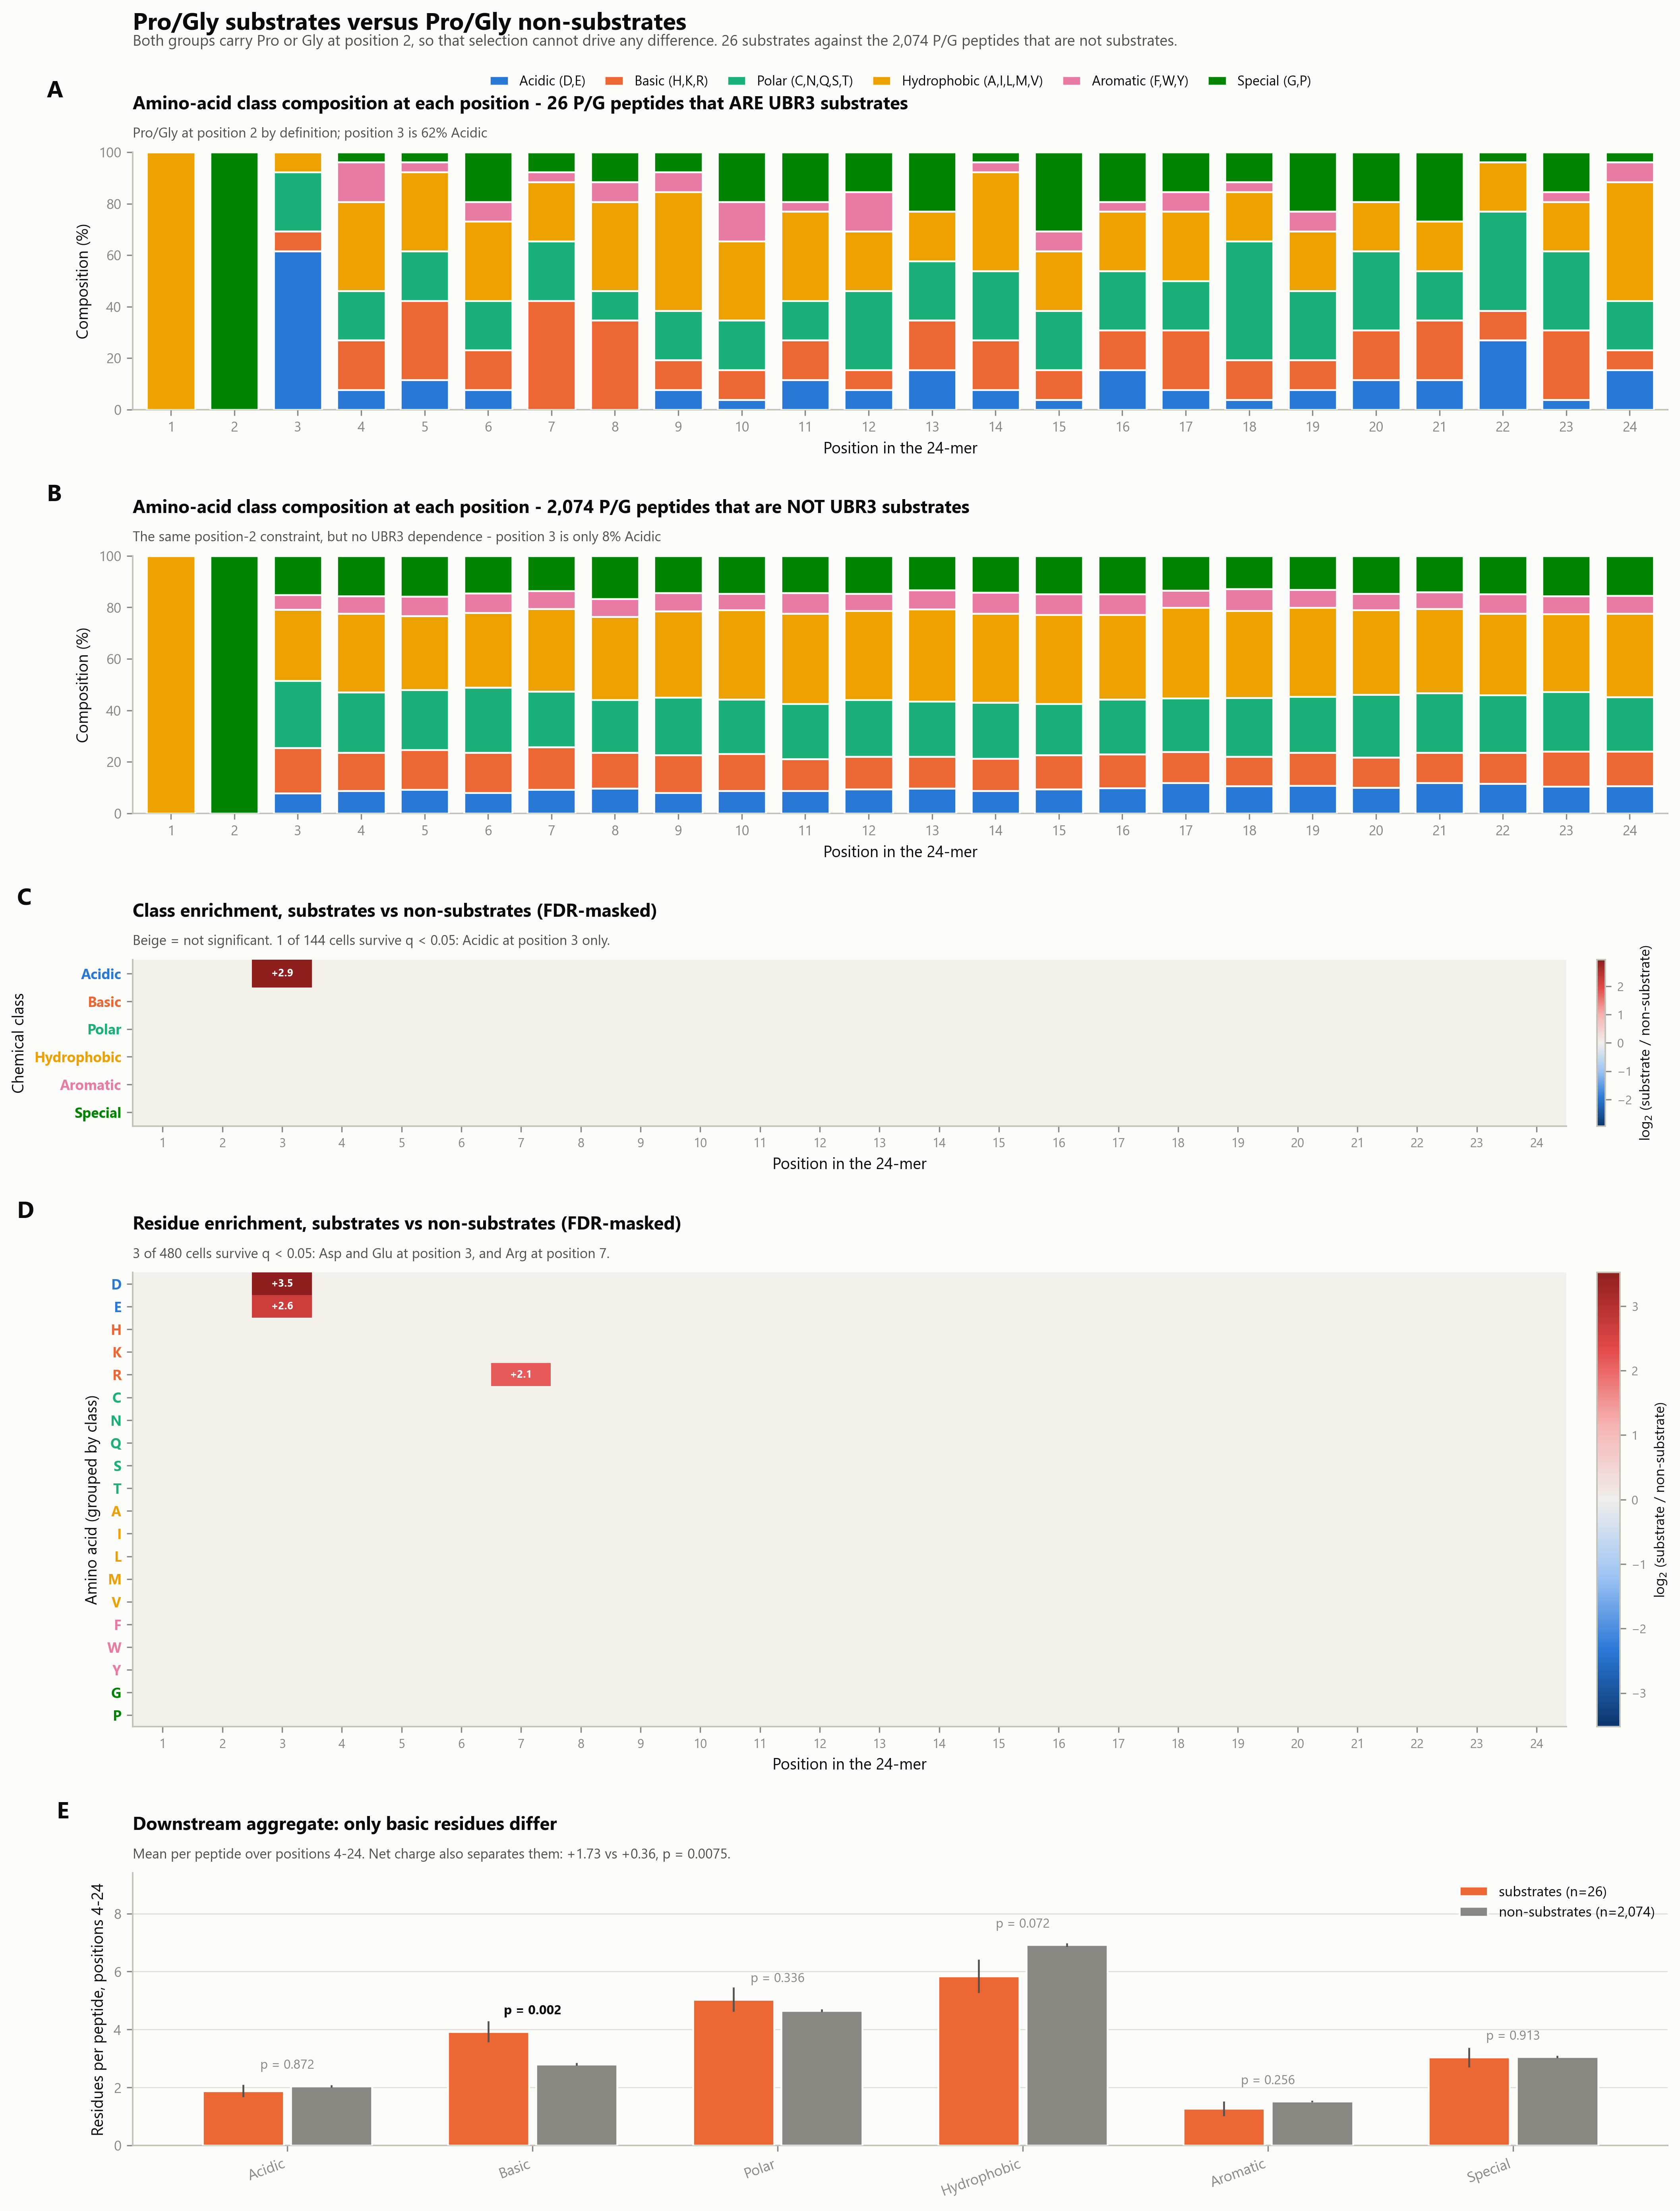 Pro/Gly substrates versus Pro/Gly non-substrates
Both groups carry Pro or Gly at position 2, so that selection cannot drive any difference. 26 substrates against the 2,074 P/G peptides that are not substrates.
Acidic (D,E) Basic (H,K,R) Polar (C,N,Q,S,T) Hydrophobic (A,I,L,M,V) Aromatic (F,W,Y) Special (G,P)
A
Amino-acid class composition at each position - 26 P/G peptides that ARE UBR3 substrates
Pro/Gly at position 2 by definition; position 3 is 62% Acidic
Composition (%)
100
80
60
40
20
0
1 2 3 4 5 6 7 8 9 10 11 12 13 14 15 16 17 18 19 20 21 22 23 24
Position in the 24-mer
B
Amino-acid class composition at each position - 2,074 P/G peptides that are NOT UBR3 substrates
The same position-2 constraint, but no UBR3 dependence - position 3 is only 8% Acidic
Composition (%)
100
80
60
40
20
0
1 2 3 4 5 6 7 8 9 10 11 12 13 14 15 16 17 18 19 20 21 22 23 24
Position in the 24-mer
C
Class enrichment, substrates vs non-substrates (FDR-masked)
Beige = not significant. 1 of 144 cells survive q < 0.05: Acidic at position 3 only.
Chemical class
Acidic
Basic
Polar
Hydrophobic
Aromatic
Special
+2.9
1 2 3 4 5 6 7 8 9 10 11 12 13 14 15 16 17 18 19 20 21 22 23 24
Position in the 24-mer
2
1
0
−1
−2
log₂ (substrate / non-substrate)
D
Residue enrichment, substrates vs non-substrates (FDR-masked)
3 of 480 cells survive q < 0.05: Asp and Glu at position 3, and Arg at position 7.
Amino acid (grouped by class)
D
E
H
K
R
C
N
Q
S
T
A
I
L
M
V
F
W
Y
G
P
+3.5
+2.6
+2.1
1 2 3 4 5 6 7 8 9 10 11 12 13 14 15 16 17 18 19 20 21 22 23 24
Position in the 24-mer
3
2
1
0
−1
−2
−3
log₂ (substrate / non-substrate)
E
Downstream aggregate: only basic residues differ
Mean per peptide over positions 4-24. Net charge also separates them: +1.73 vs +0.36, p = 0.0075.
Residues per peptide, positions 4-24
8
6
4
2
0
substrates (n=26)
non-substrates (n=2,074)
p = 0.872
p = 0.002
p = 0.336
p = 0.072
p = 0.256
p = 0.913
Acidic Basic Polar Hydrophobic Aromatic Special